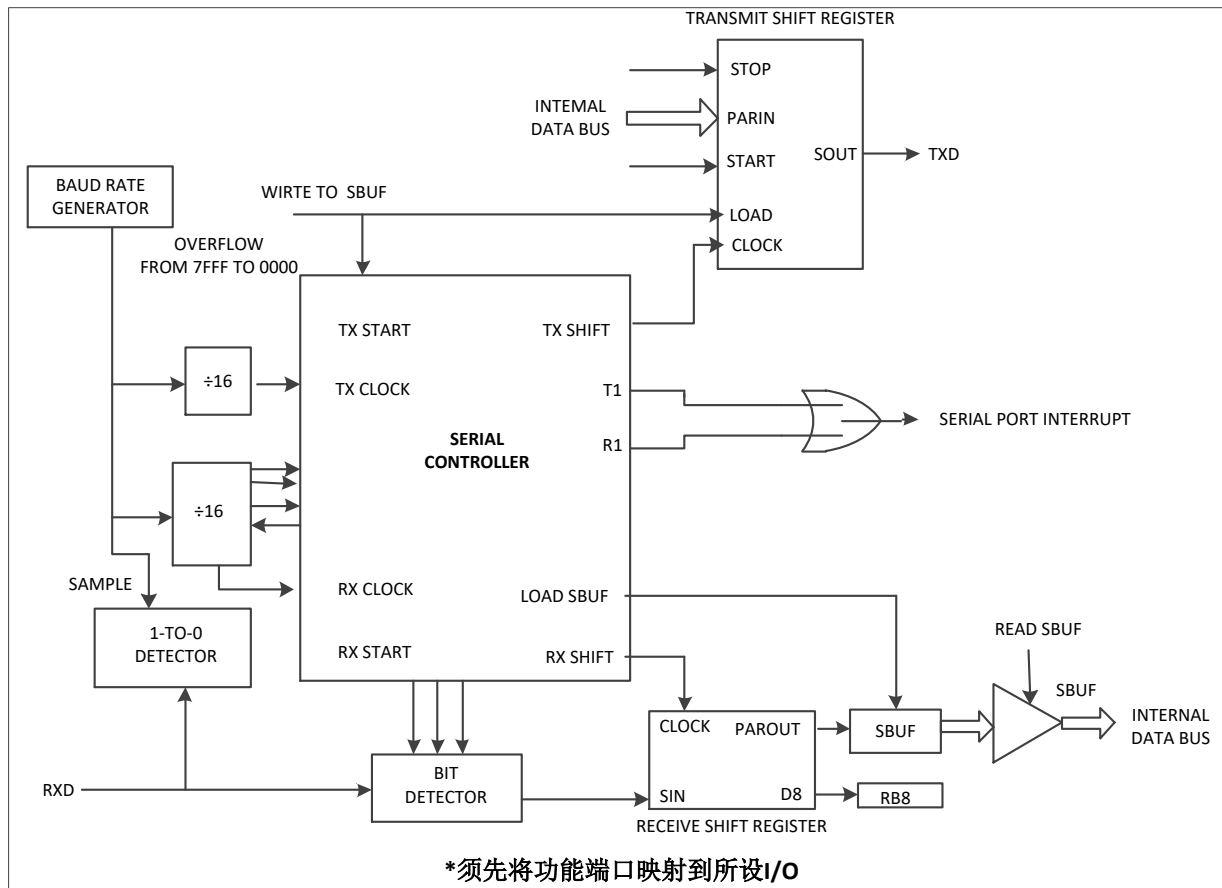 TRANSMIT SHIFT REGISTER
STOP
INTEMAL
DATA BUS
PARIN
SOUT
TXD
START
BAUD RATE
GENERATOR
WIRTE TO SBUF
LOAD
CLOCK
OVERFLOW
FROM 7FFF TO 0000
TX START
TX SHIFT
÷16
TX CLOCK
T1
SERIAL PORT INTERRUPT
SERIAL
CONTROLLER
R1
÷16
SAMPLE
RX CLOCK
LOAD SBUF
1-TO-0
DETECTOR
READ SBUF
RX START
RX SHIFT
SBUF
CLOCK
PAROUT
SBUF
INTERNAL
DATA BUS
RXD
BIT
DETECTOR
SIN
D8
RB8
RECEIVE SHIFT REGISTER
*须先将功能端口映射到所设I/O